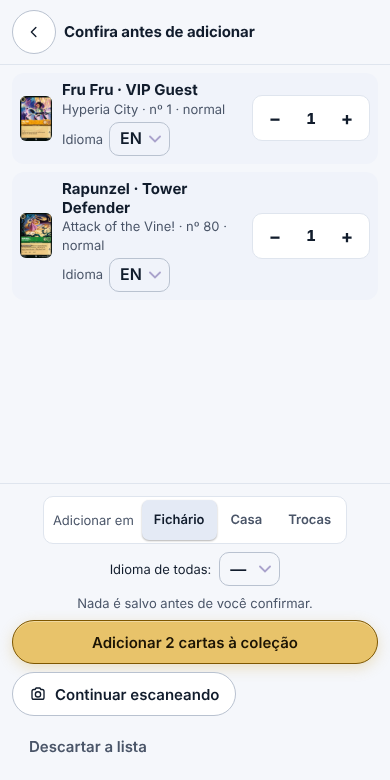 Confira antes de adicionar
Fru Fru · VIP Guest
Hyperia City · nº 1 · normal
Idioma EN
− 1 +
Rapunzel · Tower
Defender
Attack of the Vine! · nº 80 ·
normal
Idioma EN
− 1 +
Adicionar em Fichário Casa Trocas
Idioma de todas: —
Nada é salvo antes de você confirmar.
Adicionar 2 cartas à coleção
Continuar escaneando
Descartar a lista